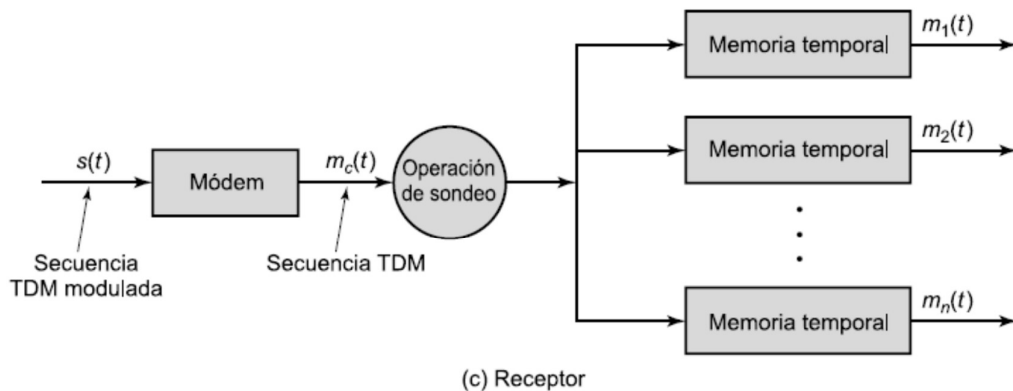 s(t)
Secuencia
TDM modulada
Módem
m_c(t)
Secuencia TDM
Operación
de sondeo
Memoria temporal
m_1(t)
Memoria temporal
m_2(t)
Memoria temporal
m_n(t)
(c) Receptor